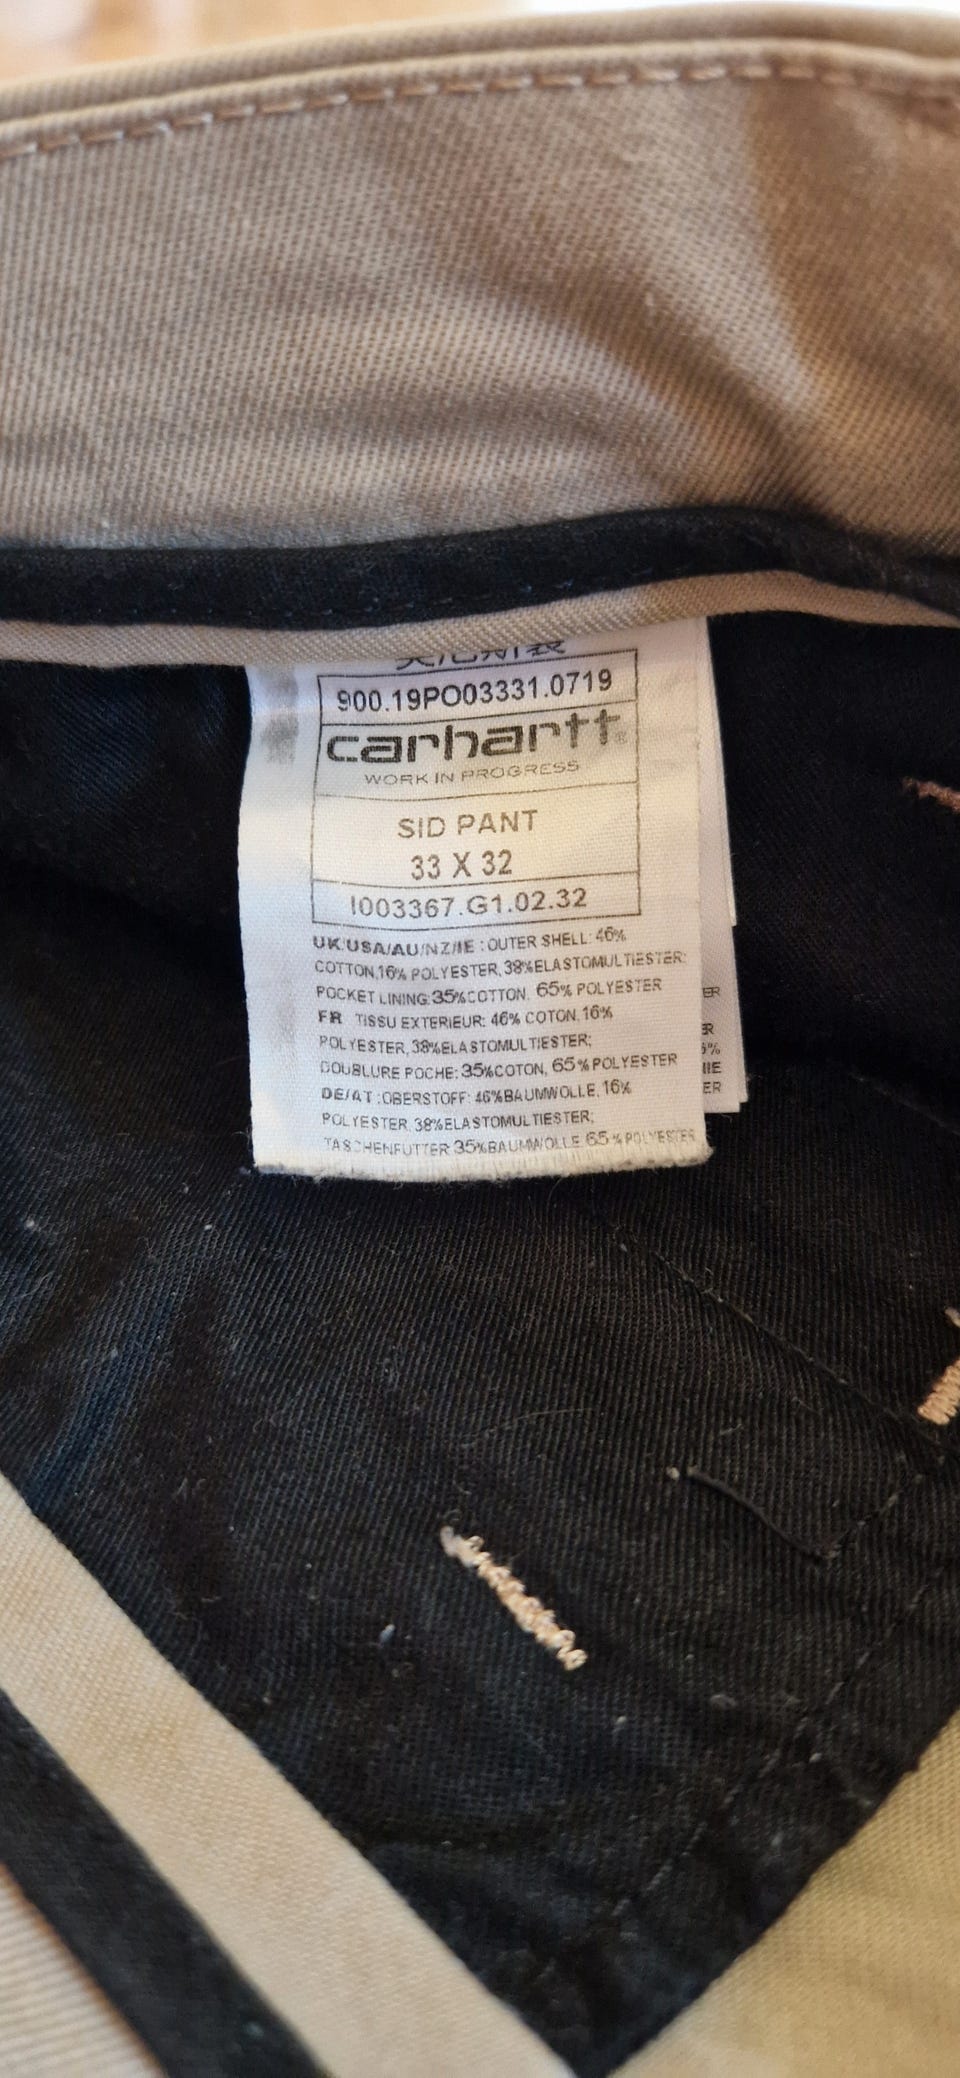 900.19PO03331.0719
carhartt®
WORK IN PROGRESS
SID PANT
33 X 32
I003367.G1.02.32
UK/USA/AU/NZ/IE : OUTER SHELL: 46%
COTTON,16% POLYESTER, 38%ELASTOMULTIESTER:
POCKET LINING:35%COTTON, 65% POLYESTER
FR TISSU EXTERIEUR: 46% COTON,16%
POLYESTER,38%ELASTOMULTIESTER;
DOUBLURE POCHE: 35%COTON, 65%POLYESTER
DE/AT :OBERSTOFF: 46%BAUMWOLLE, 16%
POLYESTER,38%ELASTOMULTIESTER;
TASCHENFUTTER 35%BAUMWOLLE 65%POLYESTER